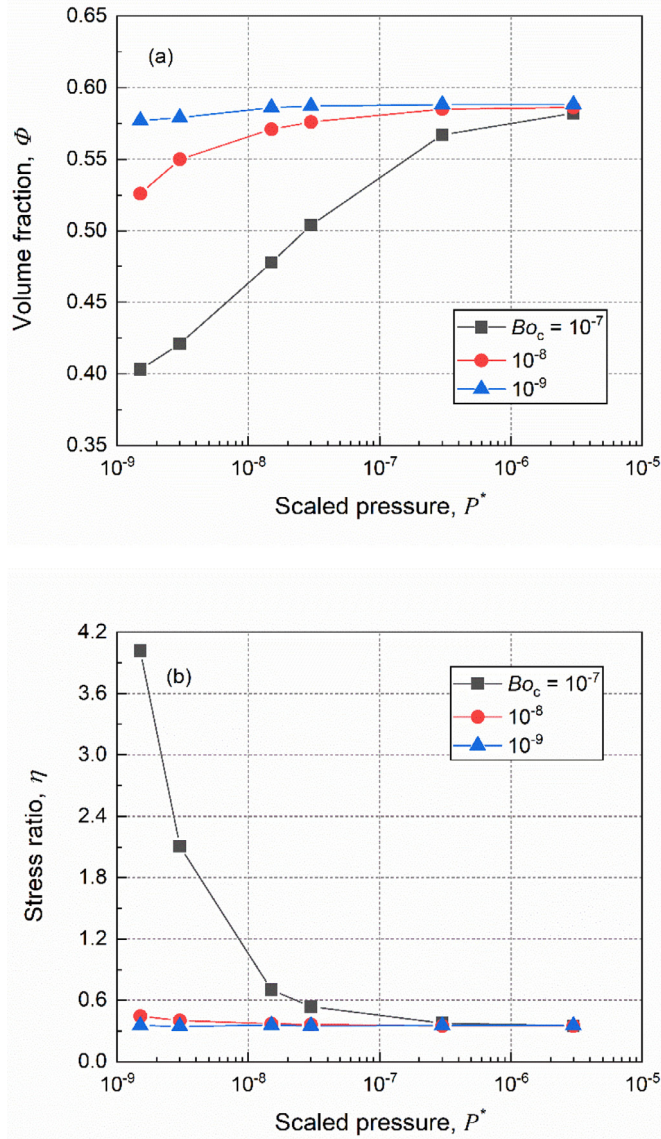 (a)
Volume fraction, Φ
0.65
0.60
0.55
0.50
0.45
0.40
0.35
Bo_c = 10^-7
10^-8
10^-9
10^-9 10^-8 10^-7 10^-6 10^-5
Scaled pressure, P^*
(b)
Stress ratio, η
4.2
3.6
3.0
2.4
1.8
1.2
0.6
0.0
Bo_c = 10^-7
10^-8
10^-9
10^-9 10^-8 10^-7 10^-6 10^-5
Scaled pressure, P^*